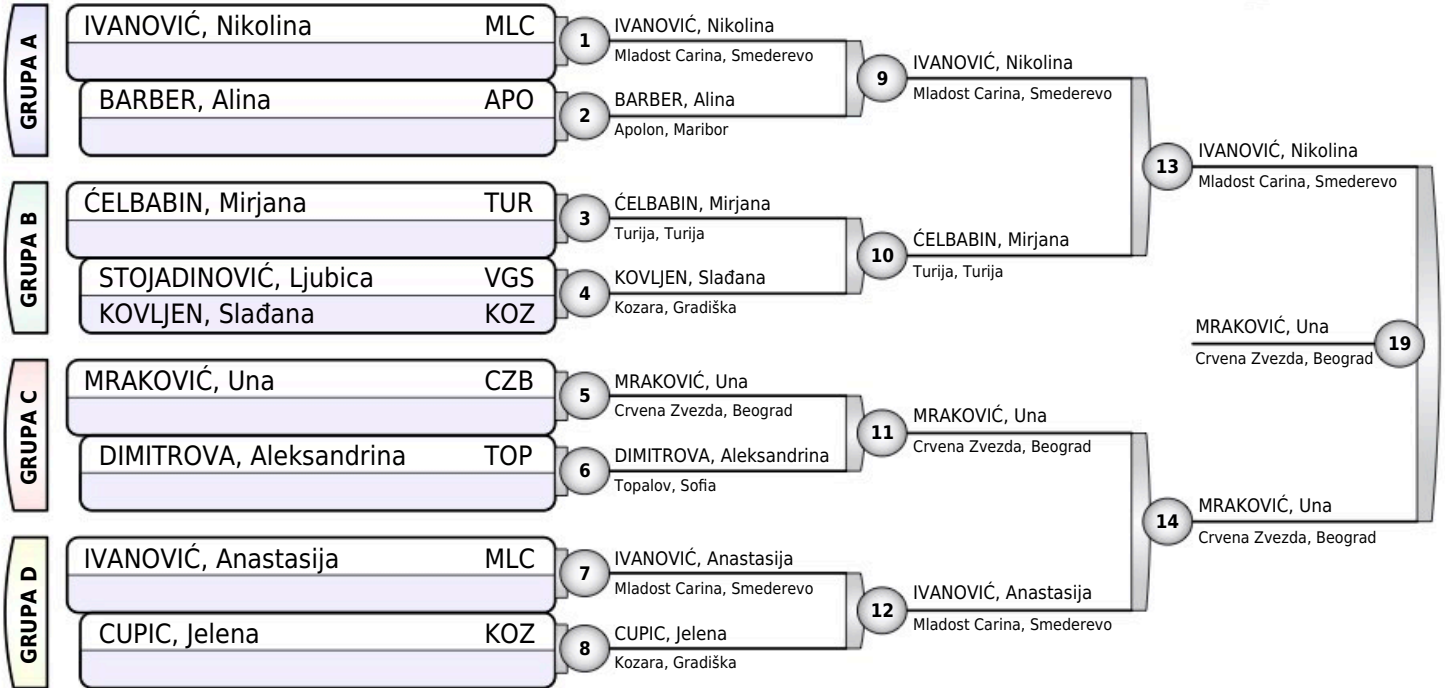 GRUPA A
IVANOVIĆ, Nikolina MLC
BARBER, Alina APO
GRUPA B
ĆELBABIN, Mirjana TUR
STOJADINOVIĆ, Ljubica VGS
KOVLJEN, Slađana KOZ
GRUPA C
MRAKOVIĆ, Una CZB
DIMITROVA, Aleksandrina TOP
GRUPA D
IVANOVIĆ, Anastasija MLC
CUPIC, Jelena KOZ
1
IVANOVIĆ, Nikolina
Mladost Carina, Smederevo
2
BARBER, Alina
Apolon, Maribor
3
ĆELBABIN, Mirjana
Turija, Turija
4
KOVLJEN, Slađana
Kozara, Gradiška
5
MRAKOVIĆ, Una
Crvena Zvezda, Beograd
6
DIMITROVA, Aleksandrina
Topalov, Sofia
7
IVANOVIĆ, Anastasija
Mladost Carina, Smederevo
8
CUPIC, Jelena
Kozara, Gradiška
9
IVANOVIĆ, Nikolina
Mladost Carina, Smederevo
10
ĆELBABIN, Mirjana
Turija, Turija
11
MRAKOVIĆ, Una
Crvena Zvezda, Beograd
12
IVANOVIĆ, Anastasija
Mladost Carina, Smederevo
13
IVANOVIĆ, Nikolina
Mladost Carina, Smederevo
14
MRAKOVIĆ, Una
Crvena Zvezda, Beograd
MRAKOVIĆ, Una
Crvena Zvezda, Beograd
19